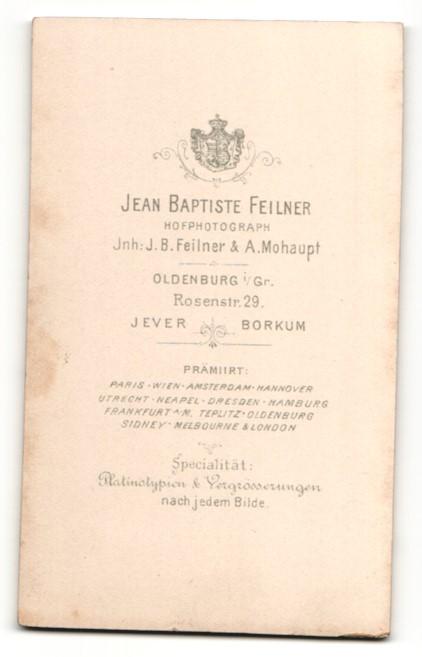 JEAN BAPTISTE FEILNER
HOFPHOTOGRAPH
Jnh: J. B. Feilner & A. Mohaupt
OLDENBURG i/Gr.
Rosenstr. 29.
JEVER BORKUM
PRÄMIIRT:
PARIS · WIEN · AMSTERDAM · HANNOVER
UTRECHT · NEAPEL · DRESDEN · HAMBURG
FRANKFURT ^A/M. TEPLITZ · OLDENBURG
SIDNEY · MELBOURNE & LONDON
Specialität:
Platinotypien & Vergrösserungen
nach jedem Bilde.